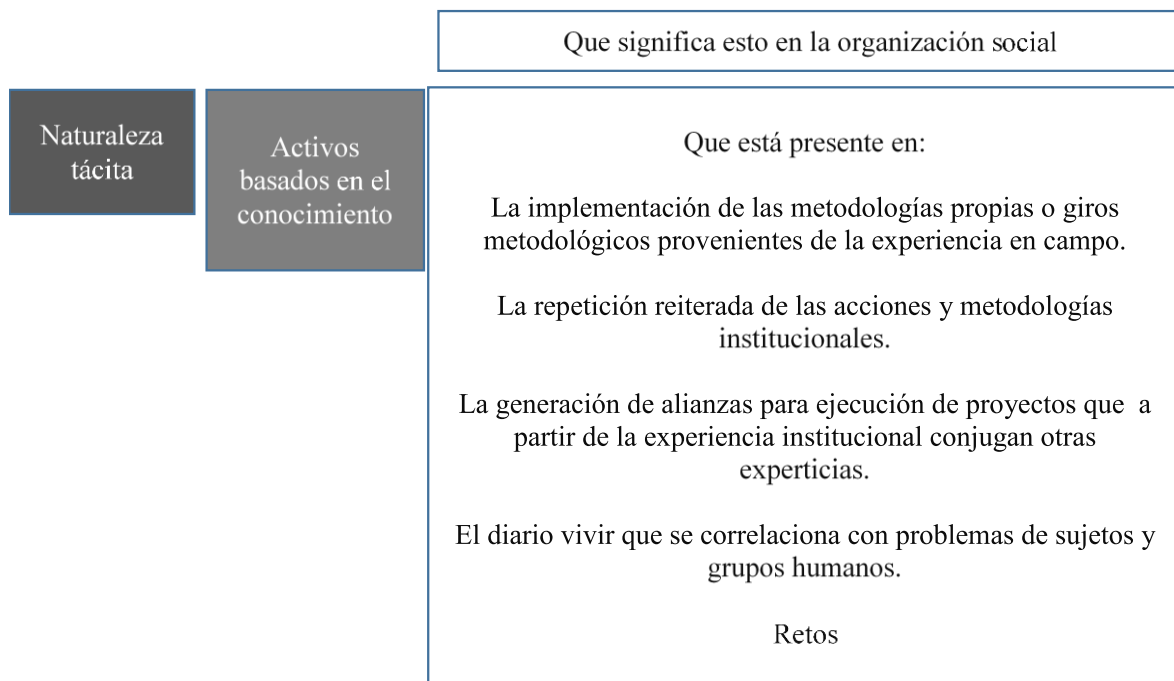 Que significa esto en la organización social
Naturaleza
tácita
Activos
basados en el
conocimiento
Que está presente en:
La implementación de las metodologías propias o giros
metodológicos provenientes de la experiencia en campo.
La repetición reiterada de las acciones y metodologías
institucionales.
La generación de alianzas para ejecución de proyectos que  a
partir de la experiencia institucional conjugan otras
experticias.
El diario vivir que se correlaciona con problemas de sujetos y
grupos humanos.
Retos